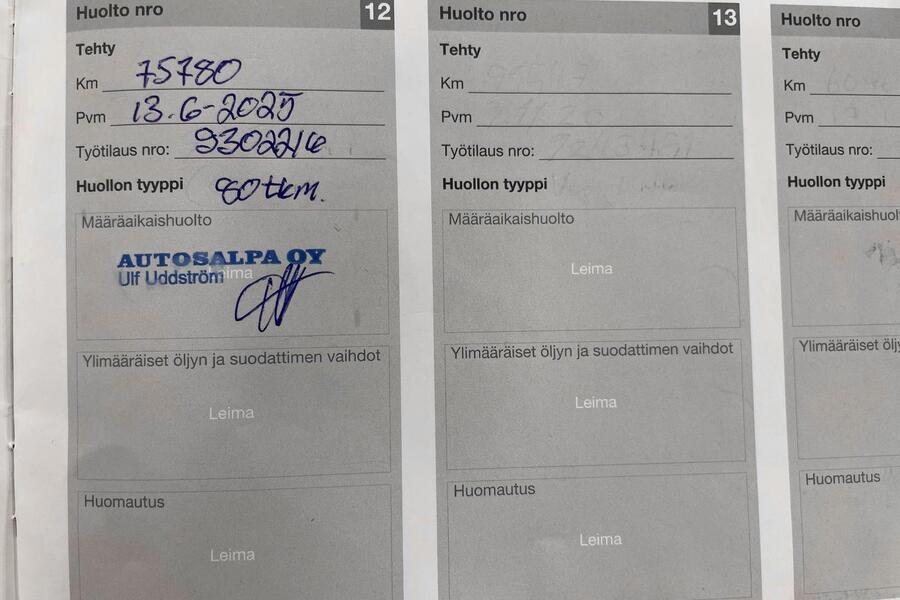 Huolto nro 12
Tehty
Km 75780
Pvm 13.6-2025
Työtilaus nro: 9302216
Huollon tyyppi 80 tkm.
Määräaikaishuolto
AUTOSALPA OY
Ulf Uddström
Leima
Ylimääräiset öljyn ja suodattimen vaihdot
Leima
Huomautus
Leima
Huolto nro 13
Tehty
Km
Pvm
Työtilaus nro:
Huollon tyyppi
Määräaikaishuolto
Leima
Ylimääräiset öljyn ja suodattimen vaihdot
Leima
Huomautus
Leima
Huolto nro
Tehty
Km
Pvm
Työtilaus nro:
Huollon tyyppi
Ylimääräiset
Huomautus